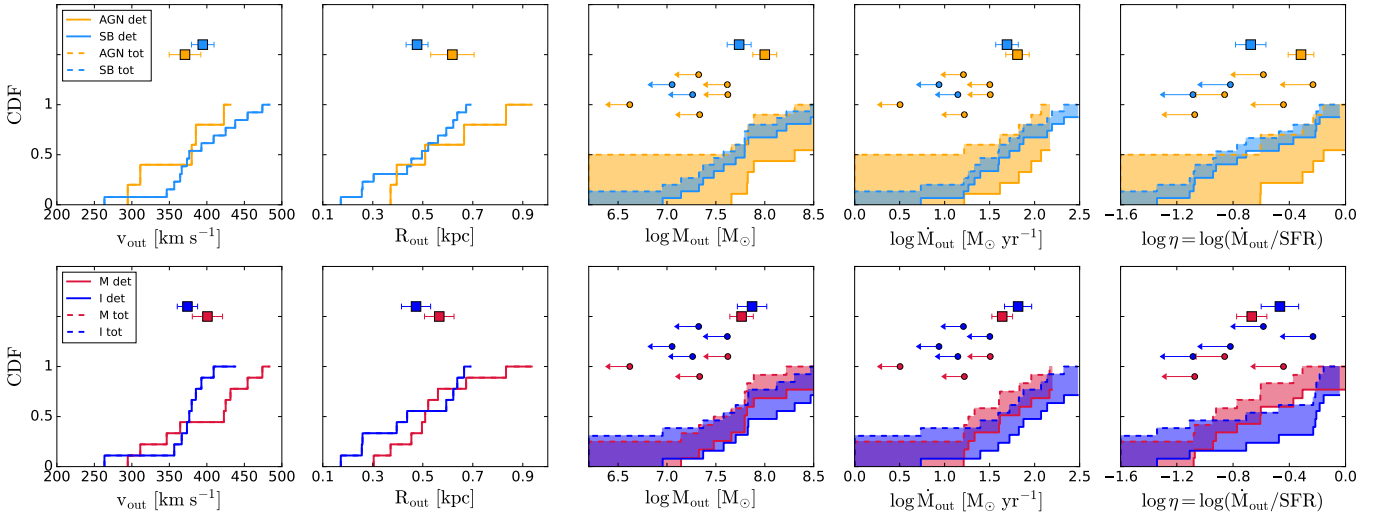 AGN det
SB det
AGN tot
SB tot
CDF
1
0.5
0
200 250 300 350 400 450 500
v_out [km s⁻¹]
0.1 0.3 0.5 0.7 0.9
R_out [kpc]
6.5 7.0 7.5 8.0 8.5
log M_out [M_⊙]
0.0 0.5 1.0 1.5 2.0 2.5
log Ṁ_out [M_⊙ yr⁻¹]
−1.6 −1.2 −0.8 −0.4 0.0
log η = log(Ṁ_out/SFR)
M det
I det
M tot
I tot
CDF
1
0.5
0
200 250 300 350 400 450 500
v_out [km s⁻¹]
0.1 0.3 0.5 0.7 0.9
R_out [kpc]
6.5 7.0 7.5 8.0 8.5
log M_out [M_⊙]
0.0 0.5 1.0 1.5 2.0 2.5
log Ṁ_out [M_⊙ yr⁻¹]
−1.6 −1.2 −0.8 −0.4 0.0
log η = log(Ṁ_out/SFR)